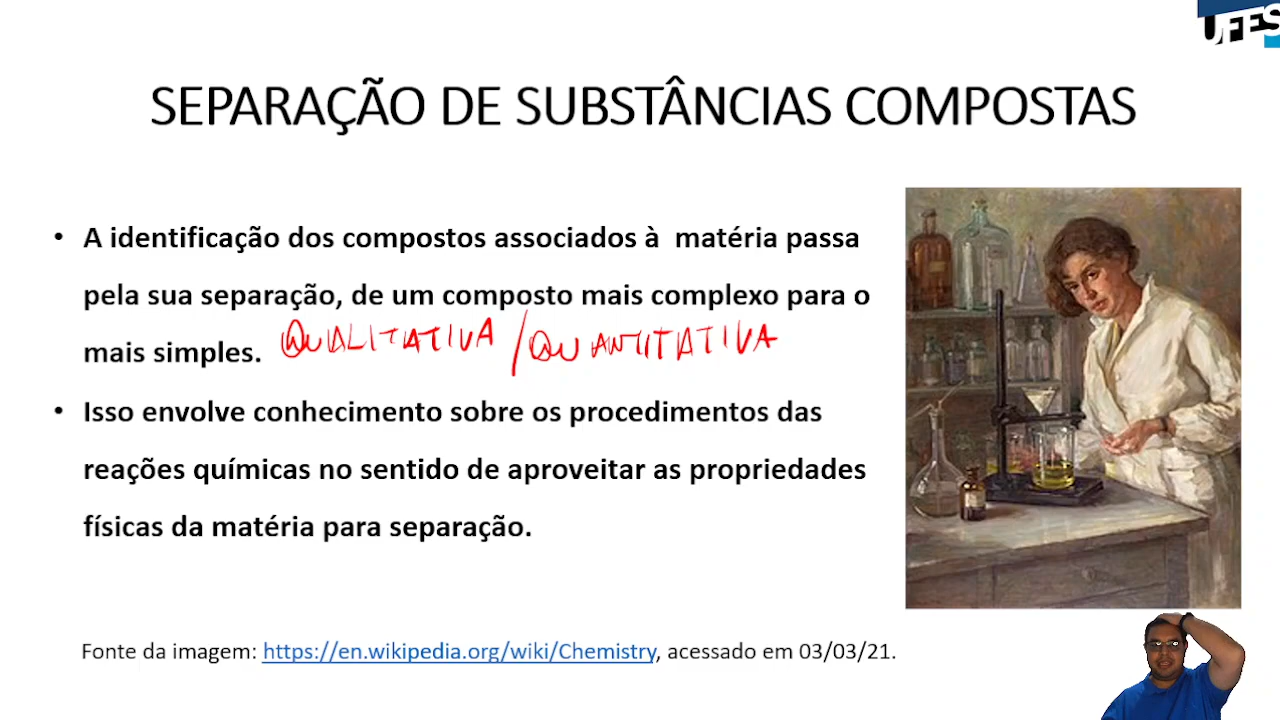 UFES
SEPARAÇÃO DE SUBSTÂNCIAS COMPOSTAS
• A identificação dos compostos associados à matéria passa
pela sua separação, de um composto mais complexo para o
mais simples. QUALITATIVA / QUANTITATIVA
• Isso envolve conhecimento sobre os procedimentos das
reações químicas no sentido de aproveitar as propriedades
físicas da matéria para separação.
Fonte da imagem: https://en.wikipedia.org/wiki/Chemistry, acessado em 03/03/21.